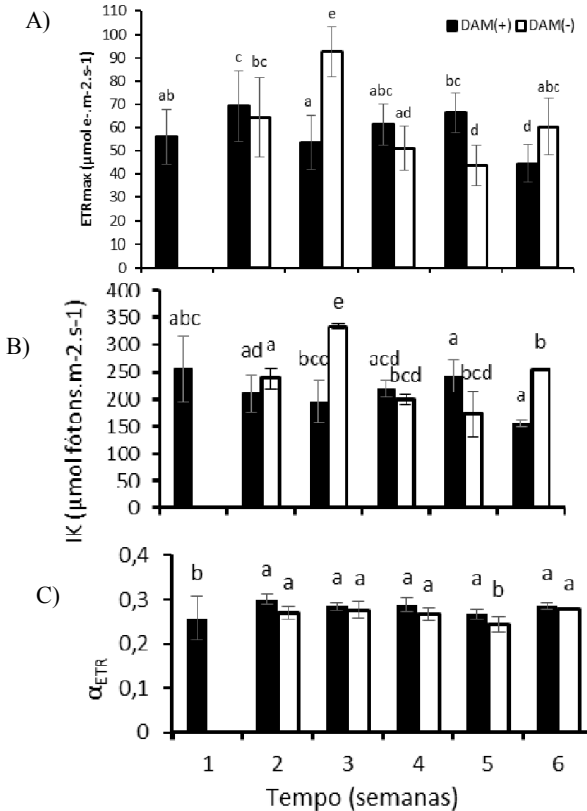 A)
DAM(+) DAM(-)
ETRmax (µmol e-.m-2.s-1)
110
100
90
80
70
60
50
40
30
20
10
0
ab c bc a e abc ad bc d d abc
B)
IK (µmol fótons.m-2.s-1)
400
350
300
250
200
150
100
50
0
abc ad a bcd e acd bcd a bcd a b
C)
αETR
0,4
0,3
0,2
0,1
0
b a a a a a a a b a a
1 2 3 4 5 6
Tempo (semanas)